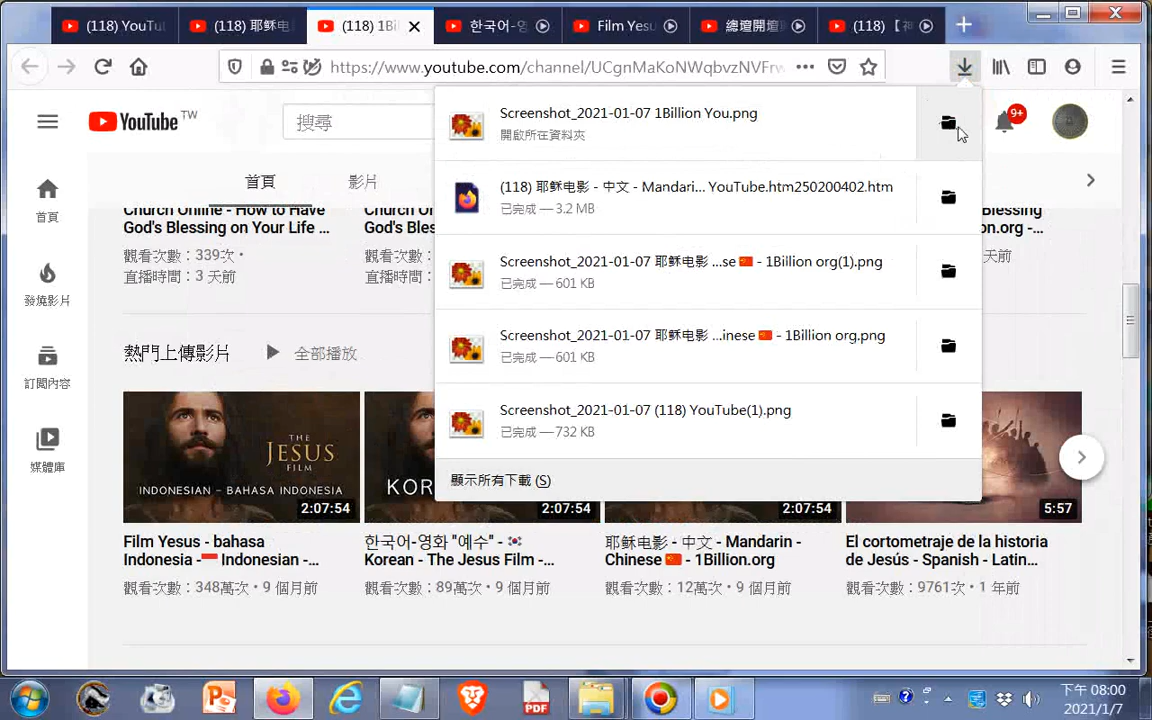 (118) YouTu
(118) 耶穌电
(118) 1Bi
한국어-영
Film Yesu
總壇開壇
(118) 【神
https://www.youtube.com/channel/UCgnMaKoNWqbvzNVFrw
YouTube TW
搜尋
9+
首頁
影片
首頁
發燒影片
訂閱內容
媒體庫
Screenshot_2021-01-07 1Billion You.png
開啟所在資料夾
(118) 耶稣电影 - 中文 - Mandari... YouTube.htm250200402.htm
已完成 — 3.2 MB
Screenshot_2021-01-07 耶稣电影 ...se 🇨🇳 - 1Billion org(1).png
已完成 — 601 KB
Screenshot_2021-01-07 耶稣电影 ...inese 🇨🇳 - 1Billion org.png
已完成 — 601 KB
Screenshot_2021-01-07 (118) YouTube(1).png
已完成 — 732 KB
顯示所有下載 (S)
Church Online - How to Have
God's Blessing on Your Life ...
觀看次數：339次・
直播時間：3 天前
Church
God's Bles
觀看次數：
直播時間：
Blessing
on.org -...
天前
熱門上傳影片
全部播放
THE
JESUS
FILM
INDONESIAN - BAHASA INDONESIA
2:07:54
KOR
2:07:54
2:07:54
5:57
Film Yesus - bahasa
Indonesia -🇮🇩 Indonesian -...
觀看次數：348萬次・9 個月前
한국어-영화 "예수" - 🇰🇷
Korean - The Jesus Film -...
觀看次數：89萬次・9 個月前
耶稣电影 - 中文 - Mandarin -
Chinese 🇨🇳 - 1Billion.org
觀看次數：12萬次・9 個月前
El cortometraje de la historia
de Jesús - Spanish - Latin...
觀看次數：9761次・1 年前
PDF
下午 08:00
2021/1/7